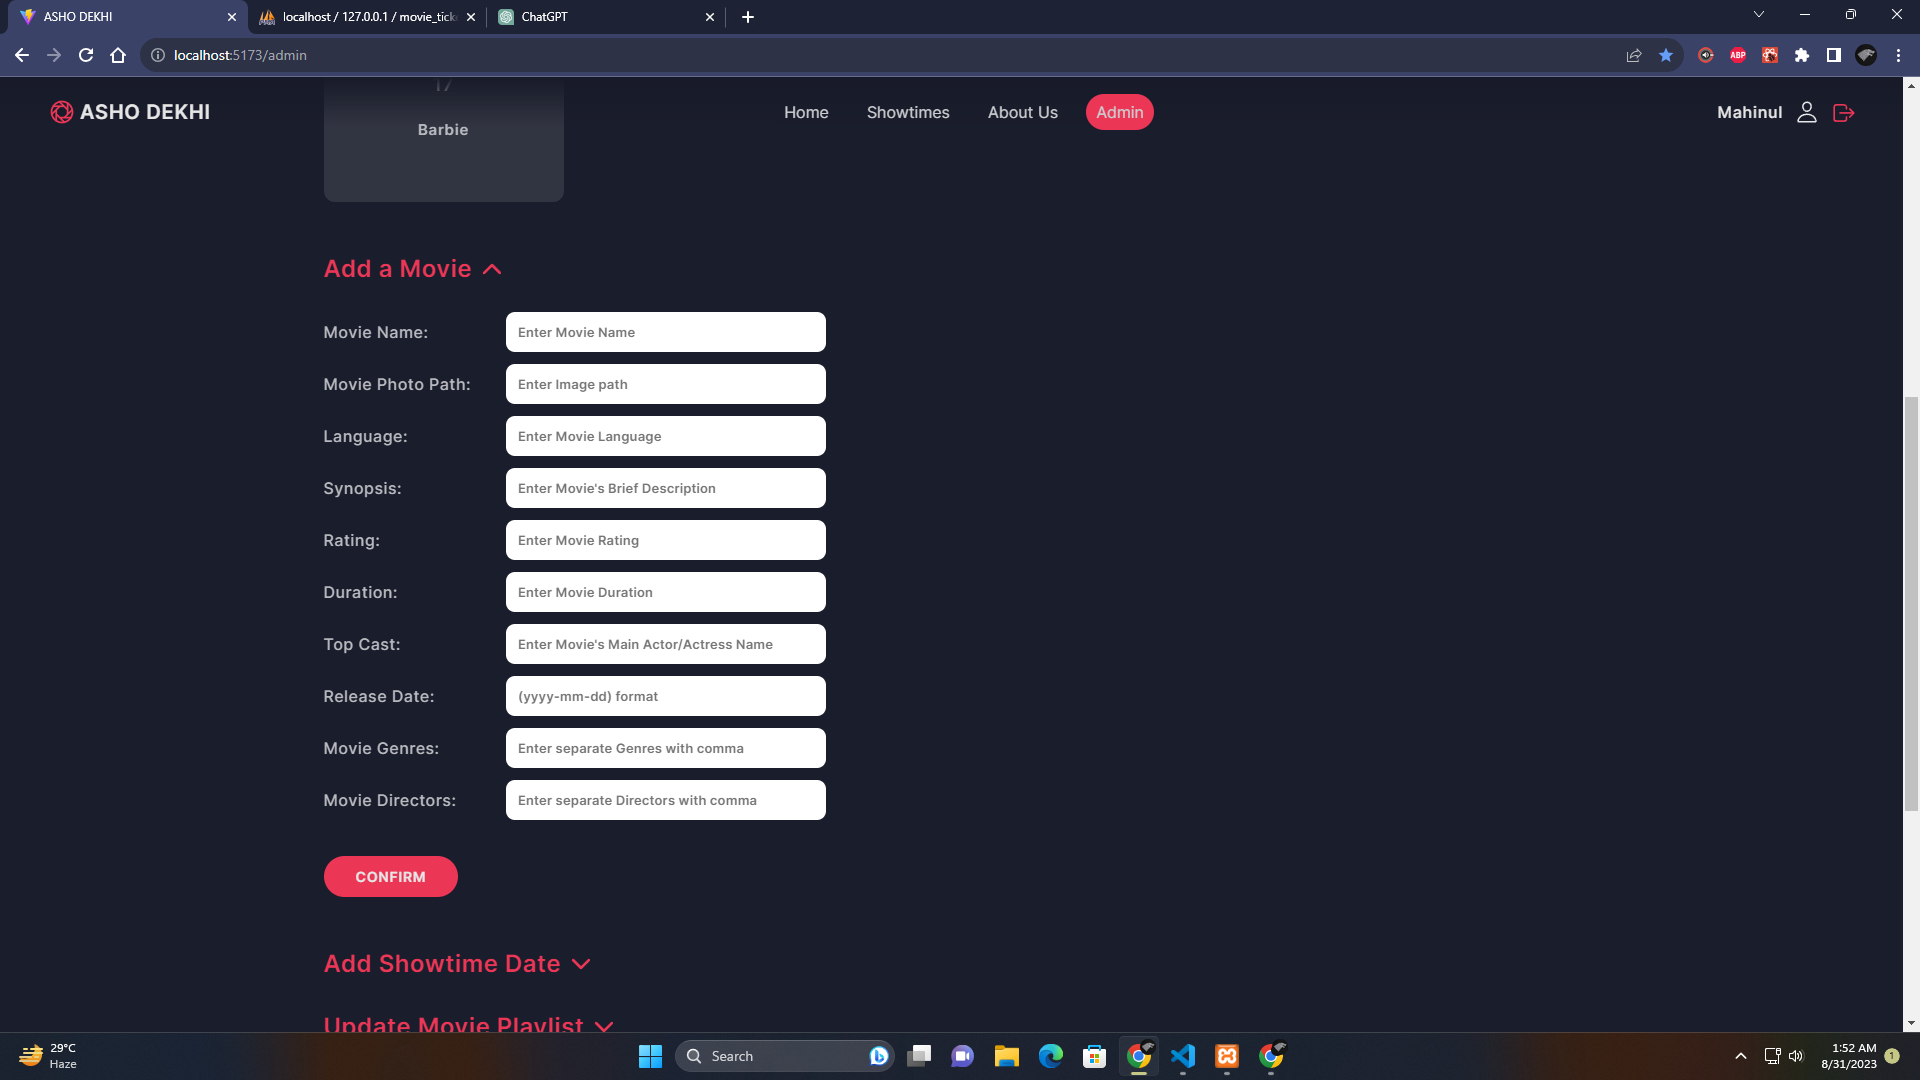 ASHO DEKHI
localhost / 127.0.0.1 / movie_tick
ChatGPT
localhost:5173/admin
ABP
ASHO DEKHI
Home
Showtimes
About Us
Admin
Mahinul
17
Barbie
Add a Movie
Movie Name:
Enter Movie Name
Movie Photo Path:
Enter Image path
Language:
Enter Movie Language
Synopsis:
Enter Movie's Brief Description
Rating:
Enter Movie Rating
Duration:
Enter Movie Duration
Top Cast:
Enter Movie's Main Actor/Actress Name
Release Date:
(yyyy-mm-dd) format
Movie Genres:
Enter separate Genres with comma
Movie Directors:
Enter separate Directors with comma
CONFIRM
Add Showtime Date
Update Movie Playlist
29°C
Haze
Search
1:52 AM
8/31/2023
1